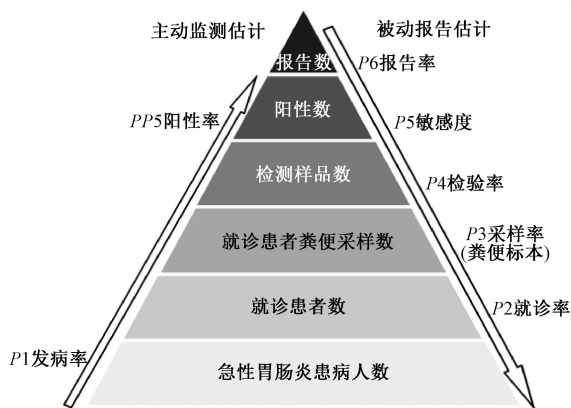 主动监测估计
被动报告估计
报告数
P6报告率
PP5阳性率
阳性数
P5敏感度
检测样品数
P4检验率
就诊患者粪便采样数
P3采样率
(粪便标本)
就诊患者数
P2就诊率
P1发病率
急性胃肠炎患病人数